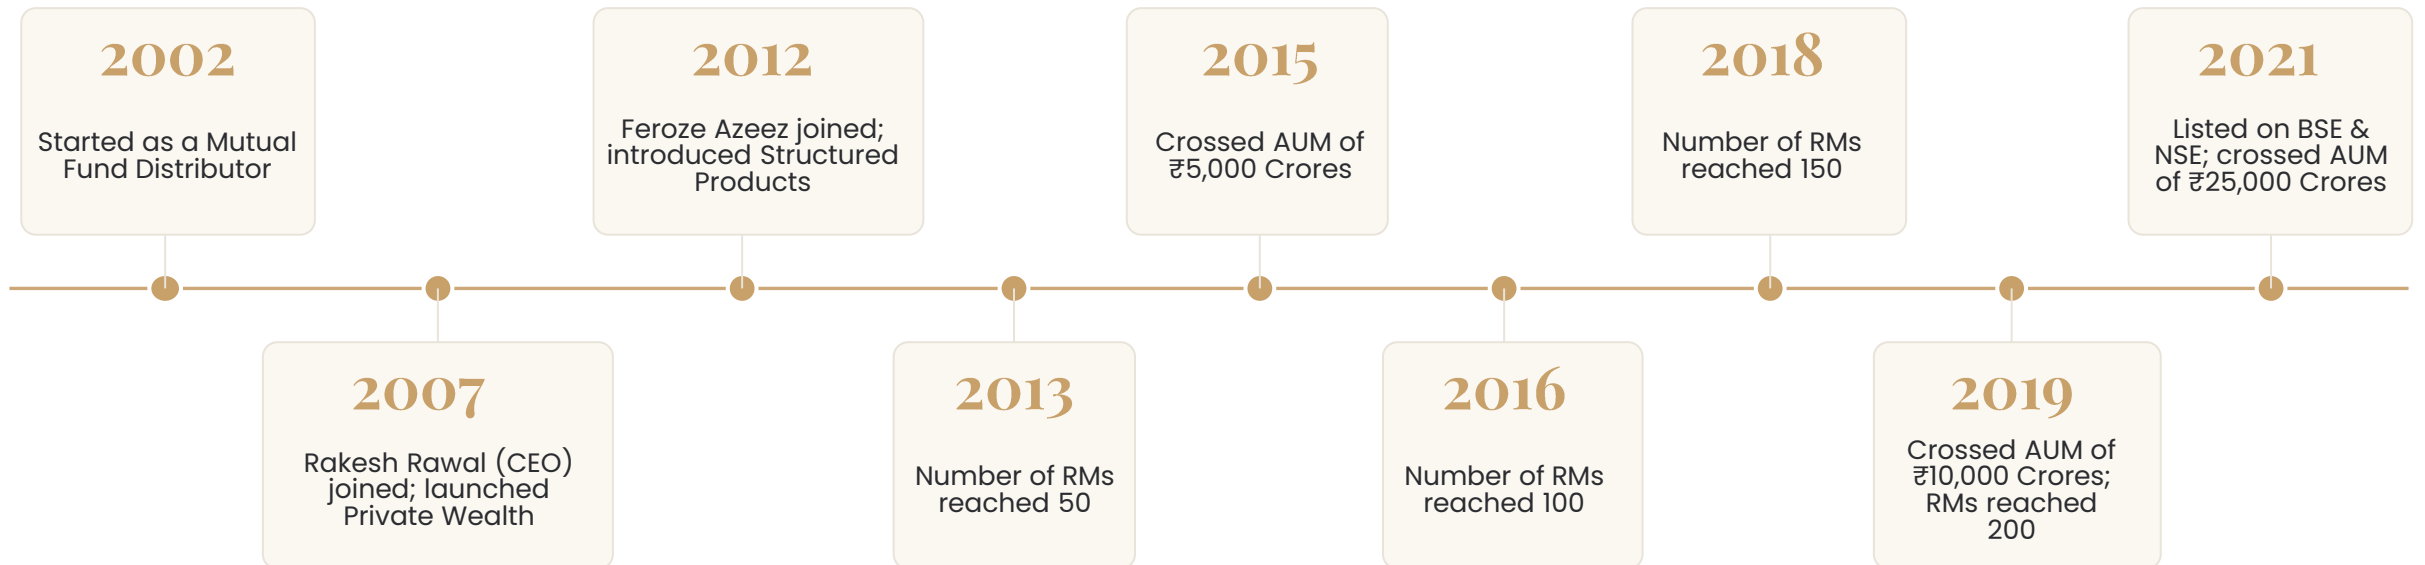 2002
Started as a Mutual
Fund Distributor
2007
Rakesh Rawal (CEO)
joined; launched
Private Wealth
2012
Feroze Azeez joined;
introduced Structured
Products
2013
Number of RMs
reached 50
2015
Crossed AUM of
₹5,000 Crores
2016
Number of RMs
reached 100
2018
Number of RMs
reached 150
2019
Crossed AUM of
₹10,000 Crores;
RMs reached
200
2021
Listed on BSE &
NSE; crossed AUM
of ₹25,000 Crores